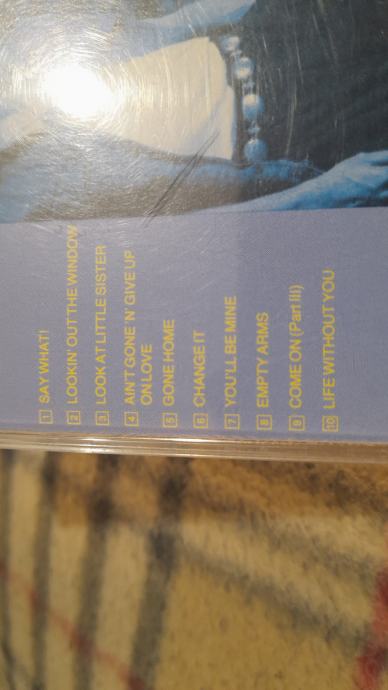 1 SAY WHAT!
2 LOOKIN' OUT THE WINDOW
3 LOOK AT LITTLE SISTER
4 AIN'T GONE 'N' GIVE UP
ON LOVE
5 GONE HOME
6 CHANGE IT
7 YOU'LL BE MINE
8 EMPTY ARMS
9 COME ON (Part III)
10 LIFE WITHOUT YOU